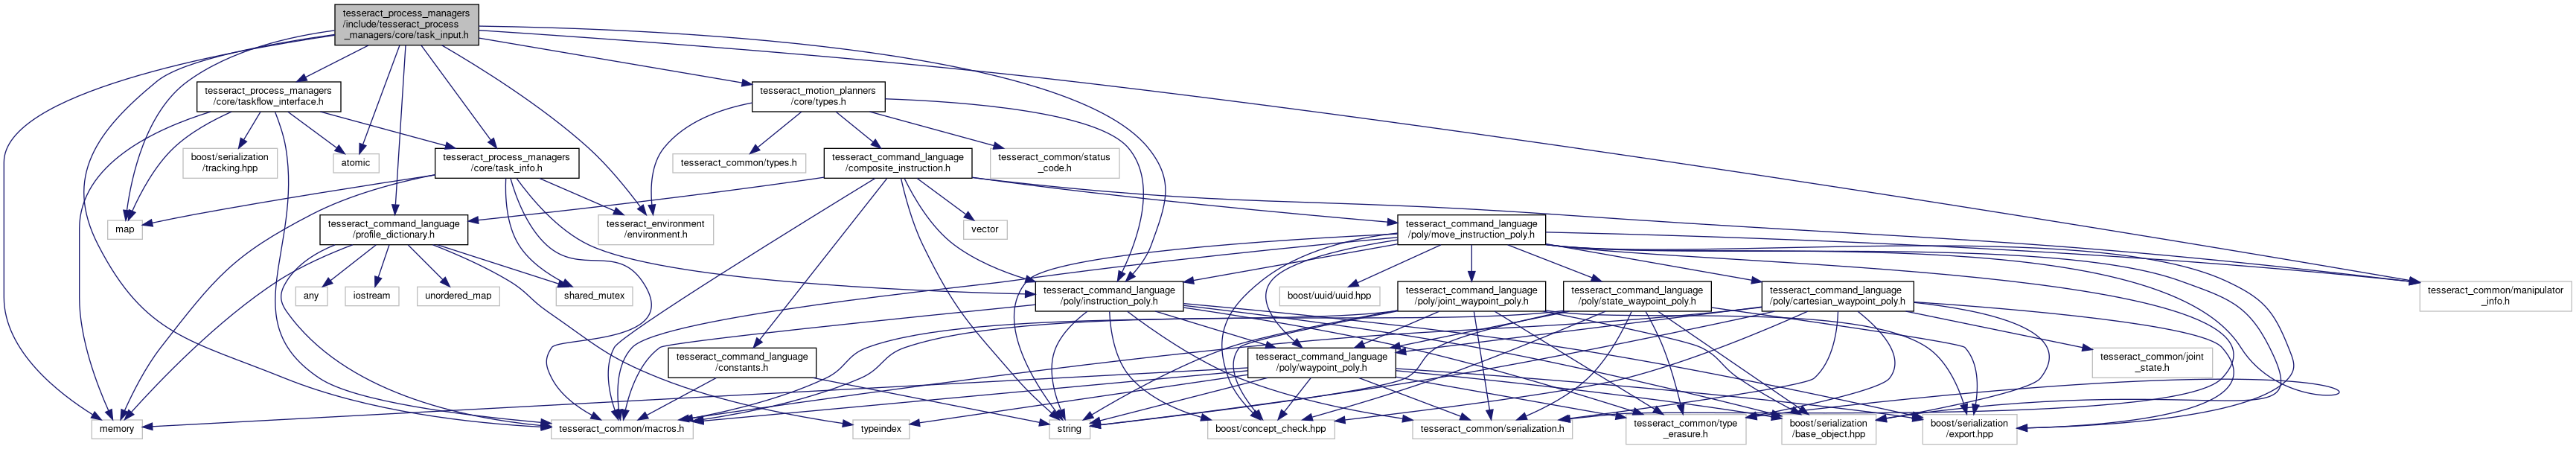 tesseract_process_managers
/include/tesseract_process
_managers/core/task_input.h
tesseract_process_managers
/core/taskflow_interface.h
tesseract_motion_planners
/core/types.h
boost/serialization
/tracking.hpp
atomic
tesseract_process_managers
/core/task_info.h
tesseract_common/types.h
tesseract_command_language
/composite_instruction.h
tesseract_common/status
_code.h
map
tesseract_command_language
/profile_dictionary.h
tesseract_environment
/environment.h
vector
tesseract_command_language
/poly/move_instruction_poly.h
any
iostream
unordered_map
shared_mutex
tesseract_command_language
/poly/instruction_poly.h
boost/uuid/uuid.hpp
tesseract_command_language
/poly/joint_waypoint_poly.h
tesseract_command_language
/poly/state_waypoint_poly.h
tesseract_command_language
/poly/cartesian_waypoint_poly.h
tesseract_common/manipulator
_info.h
tesseract_command_language
/constants.h
tesseract_command_language
/poly/waypoint_poly.h
tesseract_common/joint
_state.h
memory
tesseract_common/macros.h
typeindex
string
boost/concept_check.hpp
tesseract_common/serialization.h
tesseract_common/type
_erasure.h
boost/serialization
/base_object.hpp
boost/serialization
/export.hpp